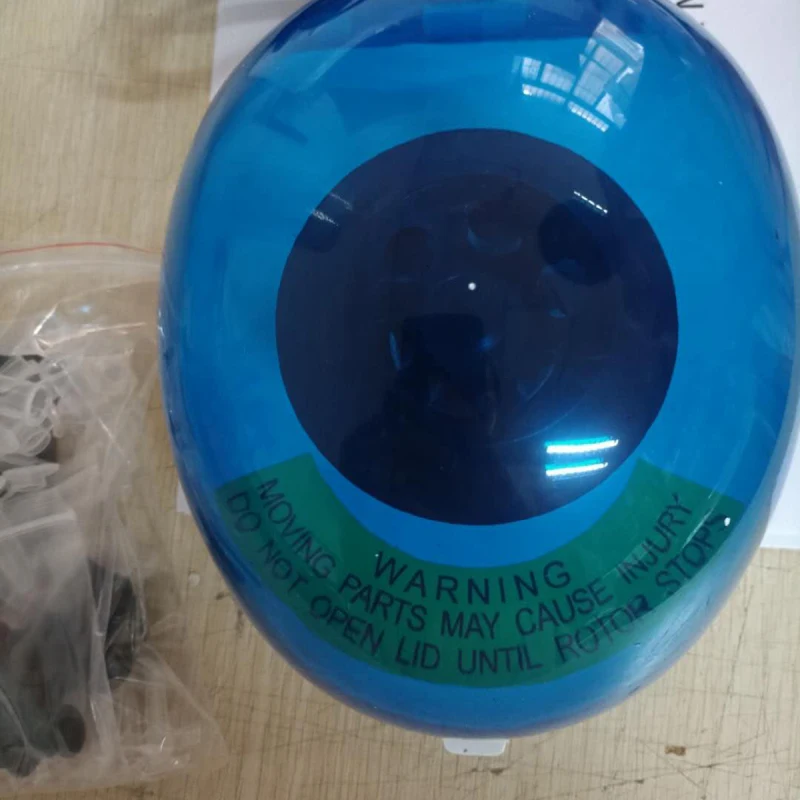 WARNING
MOVING PARTS MAY CAUSE INJURY
DO NOT OPEN LID UNTIL ROTOR STOPS